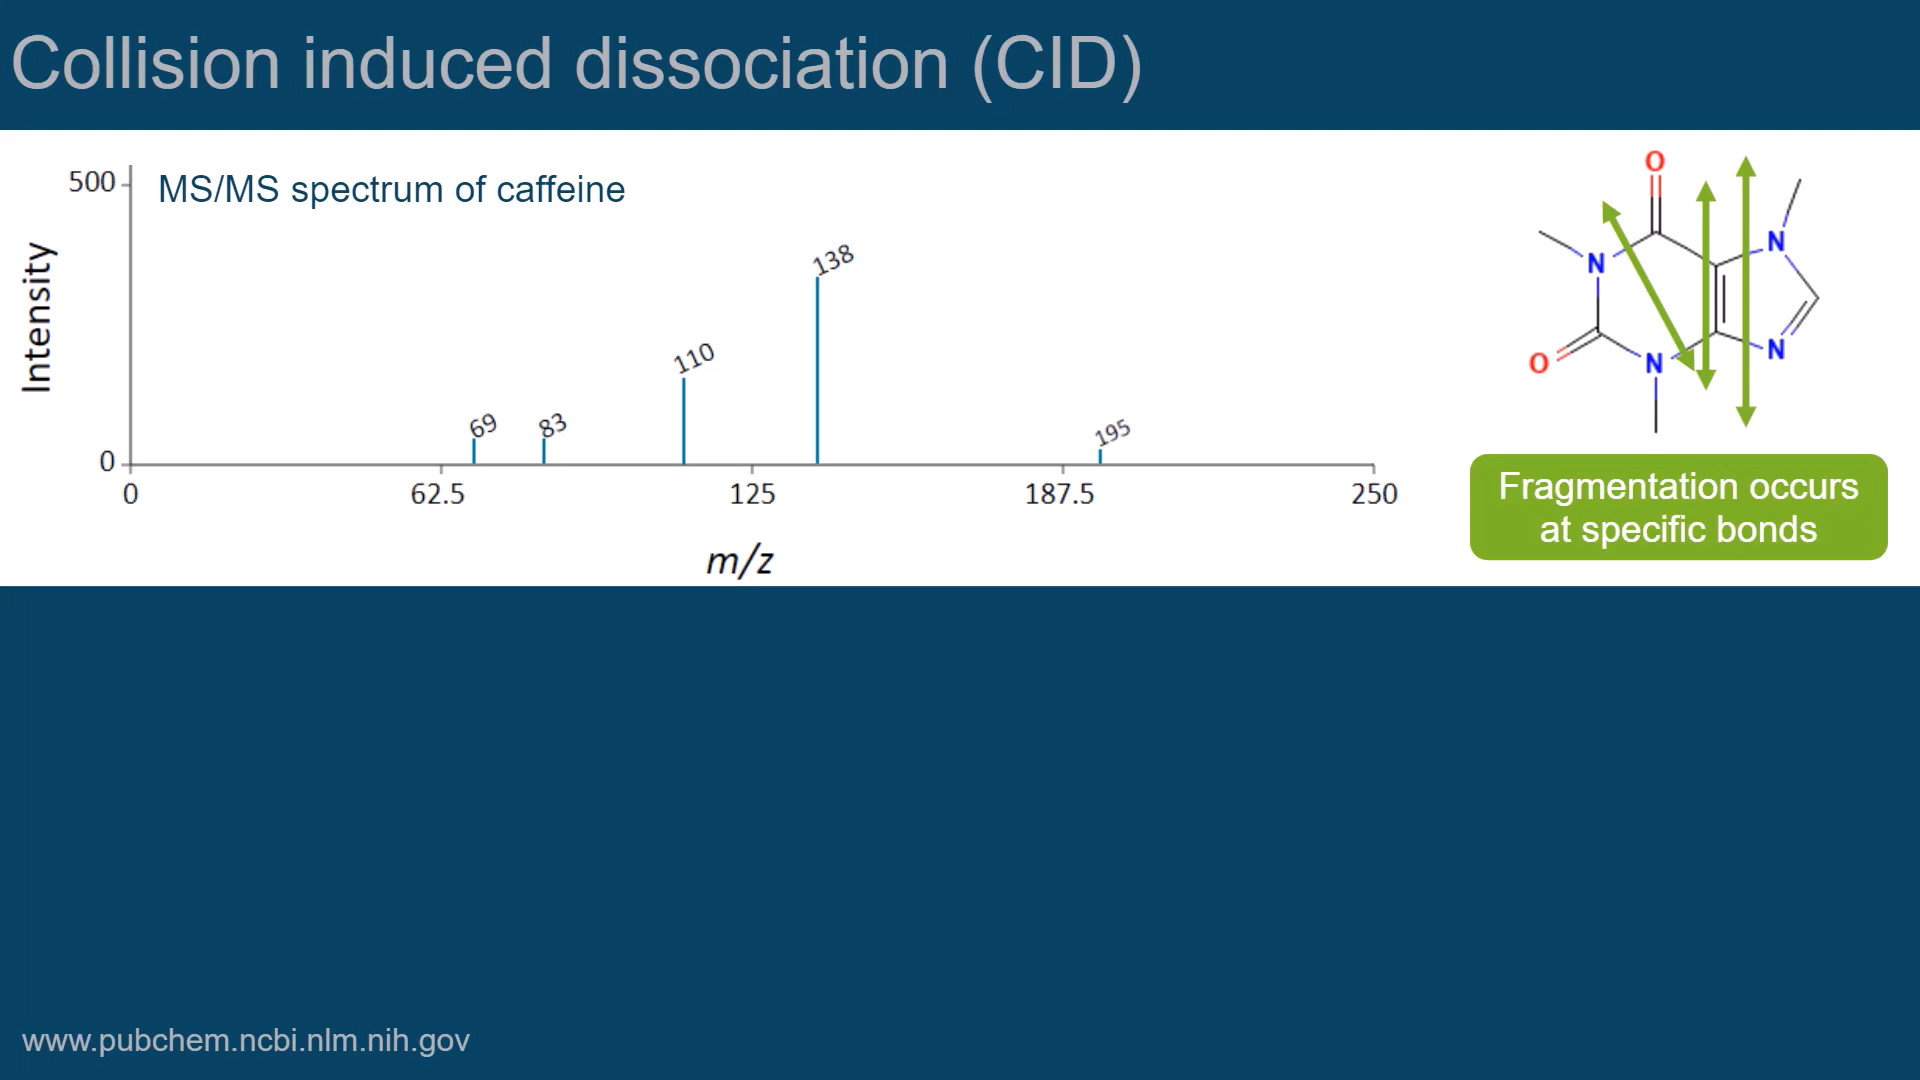 Collision induced dissociation (CID)
500
MS/MS spectrum of caffeine
Intensity
138
110
69
83
195
0
0
62.5
125
187.5
250
m/z
O
N
N
O
N
N
Fragmentation occurs
at specific bonds
www.pubchem.ncbi.nlm.nih.gov